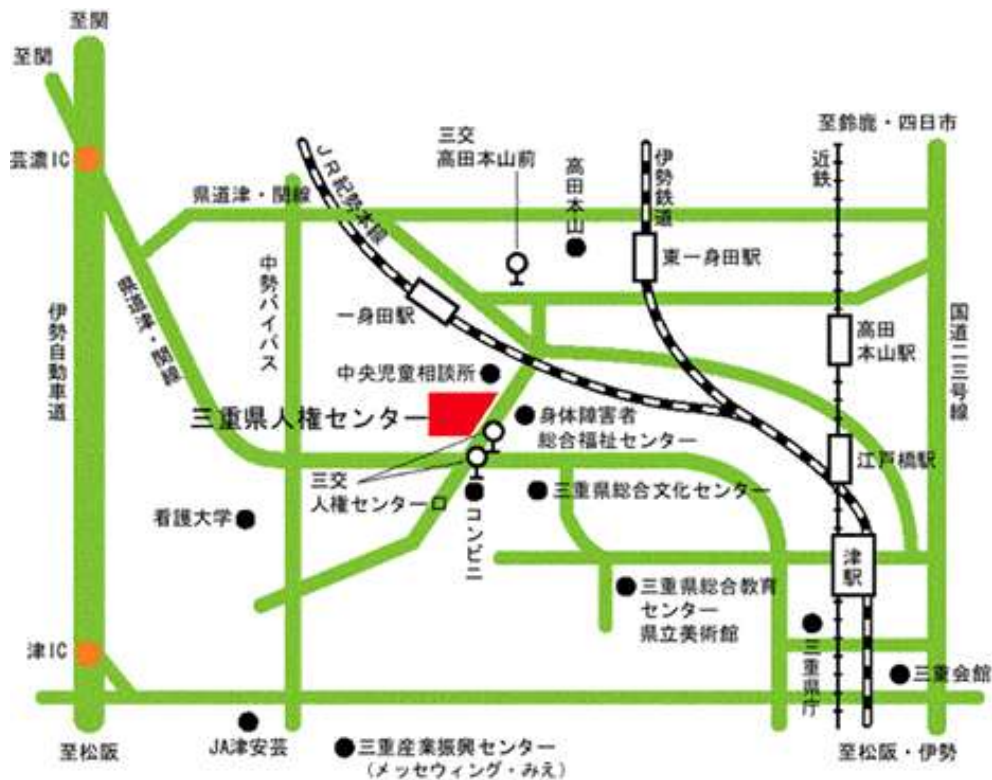 至関
至関
至鈴鹿・四日市
三交
高田本山前
芸濃IC
JR紀勢本線
高田本山
伊勢鉄道
近鉄
県道津・関線
東一身田駅
中勢バイパス
県道津・関線
伊勢自動車道
一身田駅
高田
本山駅
国道二三号線
中央児童相談所
三重県人権センター
身体障害者
総合福祉センター
江戸橋駅
三交
人権センター口
三重県総合文化センター
コンビニ
看護大学
津駅
三重県総合教育
センター
県立美術館
津IC
三重県庁
三重会館
JA津安芸
至松阪
三重産業振興センター
(メッセウィング・みえ)
至松阪・伊勢